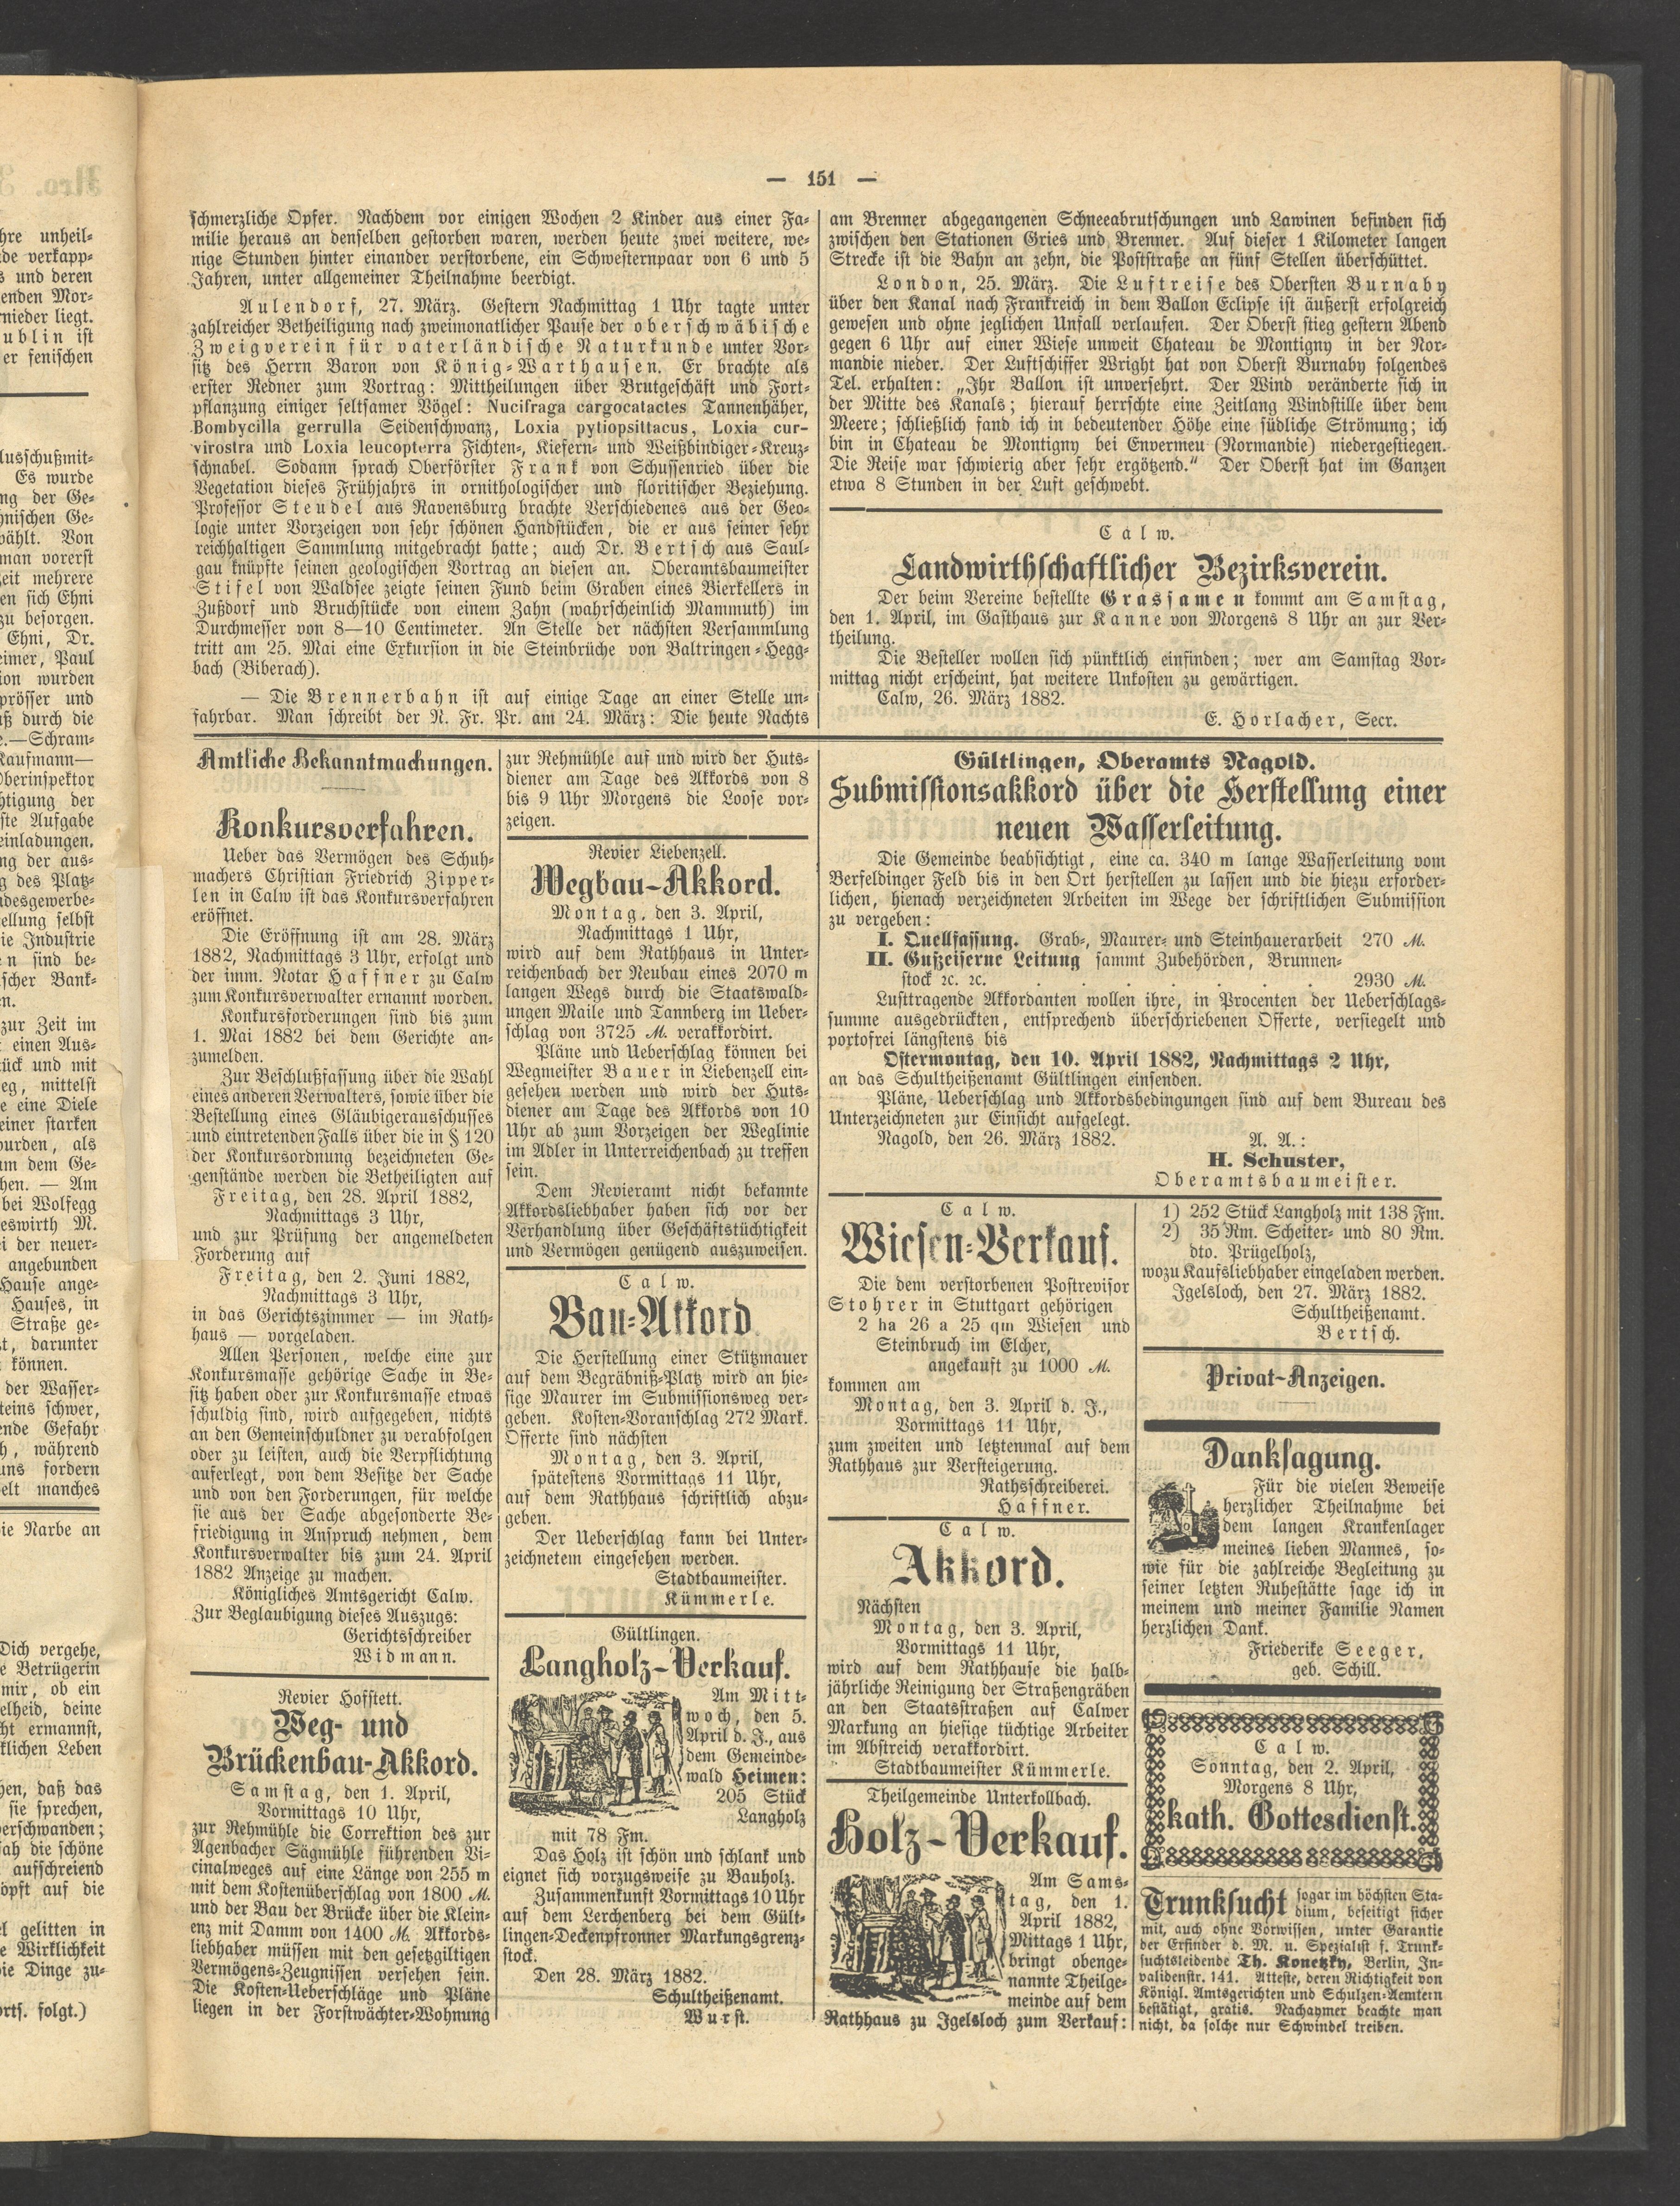 — 151 —
schmerzliche Opfer. Nachdem vor einigen Wochen 2 Kinder aus einer Fa-
milie heraus an denselben gestorben waren, werden heute zwei weitere, we-
nige Stunden hinter einander verstorbene, ein Schwesternpaar von 6 und 5
Jahren, unter allgemeiner Theilnahme beerdigt.
Aulendorf, 27. März. Gestern Nachmittag 1 Uhr tagte unter
zahlreicher Betheiligung nach zweimonatlicher Pause der oberschwäbische
Zweigverein für vaterländische Naturkunde unter Vor-
sitz des Herrn Baron von König-Warthausen. Er brachte als
erster Redner zum Vortrag: Mittheilungen über Brutgeschäft und Fort-
pflanzung einiger seltsamer Vögel: Nucifraga cargocatactes Tannenhäher,
Bombycilla gerrulla Seidenschwanz, Loxia pytiopsittacus, Loxia cur-
virostra und Loxia leucopterra Fichten-, Kiefern- und Weißbindiger-Kreuz-
schnabel. Sodann sprach Oberförster Frank von Schussenried über die
Vegetation dieses Frühjahrs in ornithologischer und floritischer Beziehung.
Professor Steudel aus Ravensburg brachte Verschiedenes aus der Geo-
logie unter Vorzeigen von sehr schönen Handstücken, die er aus seiner sehr
reichhaltigen Sammlung mitgebracht hatte; auch Dr. Bertsch aus Saul-
gau knüpfte seinen geologischen Vortrag an diesen an. Oberamtsbaumeister
Stifel von Waldsee zeigte seinen Fund beim Graben eines Bierkellers in
Zußdorf und Bruchstücke von einem Zahn (wahrscheinlich Mammuth) im
Durchmesser von 8—10 Centimeter. An Stelle der nächsten Versammlung
tritt am 25. Mai eine Exkursion in die Steinbrüche von Baltringen-Hegg-
bach (Biberach).
— Die Brennerbahn ist auf einige Tage an einer Stelle un-
fahrbar. Man schreibt der N. Fr. Pr. am 24. März: Die heute Nachts
am Brenner abgegangenen Schneeabrutschungen und Lawinen befinden sich
zwischen den Stationen Gries und Brenner. Auf dieser 1 Kilometer langen
Strecke ist die Bahn an zehn, die Poststraße an fünf Stellen überschüttet.
London, 25. März. Die Luftreise des Obersten Burnaby
über den Kanal nach Frankreich in dem Ballon Eclipse ist äußerst erfolgreich
gewesen und ohne jeglichen Unfall verlaufen. Der Oberst stieg gestern Abend
gegen 6 Uhr auf einer Wiese unweit Chateau de Montigny in der Nor-
mandie nieder. Der Luftschiffer Wright hat von Oberst Burnaby folgendes
Tel. erhalten: „Ihr Ballon ist unversehrt. Der Wind veränderte sich in
der Mitte des Kanals; hierauf herrschte eine Zeitlang Windstille über dem
Meere; schließlich fand ich in bedeutender Höhe eine südliche Strömung; ich
bin in Chateau de Montigny bei Envermeu (Normandie) niedergestiegen.
Die Reise war schwierig aber sehr ergötzend.“ Der Oberst hat im Ganzen
etwa 8 Stunden in der Luft geschwebt.
Calw.
Landwirthschaftlicher Bezirksverein.
Der beim Vereine bestellte Grassamen kommt am Samstag,
den 1. April, im Gasthaus zur Kanne von Morgens 8 Uhr an zur Ver-
theilung.
Die Besteller wollen sich pünktlich einfinden; wer am Samstag Vor-
mittag nicht erscheint, hat weitere Unkosten zu gewärtigen.
Calw, 26. März 1882.
E. Horlacher, Secr.
Amtliche Bekanntmachungen.
Konkursverfahren.
Ueber das Vermögen des Schuh-
machers Christian Friedrich Zipper-
len in Calw ist das Konkursverfahren
eröffnet.
Die Eröffnung ist am 28. März
1882, Nachmittags 3 Uhr, erfolgt und
der imm. Notar Haffner zu Calw
zum Konkursverwalter ernannt worden.
Konkursforderungen sind bis zum
1. Mai 1882 bei dem Gerichte an-
zumelden.
Zur Beschlußfassung über die Wahl
eines anderen Verwalters, sowie über die
Bestellung eines Gläubigerausschusses
und eintretenden Falls über die in § 120
der Konkursordnung bezeichneten Ge-
genstände werden die Betheiligten auf
Freitag, den 28. April 1882,
Nachmittags 3 Uhr,
und zur Prüfung der angemeldeten
Forderung auf
Freitag, den 2. Juni 1882,
Nachmittags 3 Uhr,
in das Gerichtszimmer — im Rath-
haus — vorgeladen.
Allen Personen, welche eine zur
Konkursmasse gehörige Sache in Be-
sitz haben oder zur Konkursmasse etwas
schuldig sind, wird aufgegeben, nichts
an den Gemeinschuldner zu verabfolgen
oder zu leisten, auch die Verpflichtung
auferlegt, von dem Besitze der Sache
und von den Forderungen, für welche
sie aus der Sache abgesonderte Be-
friedigung in Anspruch nehmen, dem
Konkursverwalter bis zum 24. April
1882 Anzeige zu machen.
Königliches Amtsgericht Calw.
Zur Beglaubigung dieses Auszugs:
Gerichtsschreiber
Widmann.
Revier Hofstett.
Weg- und
Brückenbau-Akkord.
Samstag, den 1. April,
Vormittags 10 Uhr,
zur Rehmühle die Correktion des zur
Agenbacher Sägmühle führenden Vi-
cinalweges auf eine Länge von 255 m
mit dem Kostenüberschlag von 1800 M.
und der Bau der Brücke über die Klein-
enz mit Damm von 1400 M. Akkords-
liebhaber müssen mit den gesetzgiltigen
Vermögens-Zeugnissen versehen sein.
Die Kosten-Ueberschläge und Pläne
liegen in der Forstwächter-Wohnung
zur Rehmühle auf und wird der Huts-
diener am Tage des Akkords von 8
bis 9 Uhr Morgens die Loose vor-
zeigen.
Revier Liebenzell.
Wegbau-Akkord.
Montag, den 3. April,
Nachmittags 1 Uhr,
wird auf dem Rathhaus in Unter-
reichenbach der Neubau eines 2070 m
langen Wegs durch die Staatswald-
ungen Maile und Tannberg im Ueber-
schlag von 3725 M. verakkordirt.
Pläne und Ueberschlag können bei
Wegmeister Bauer in Liebenzell ein-
gesehen werden und wird der Huts-
diener am Tage des Akkords von 10
Uhr ab zum Vorzeigen der Weglinie
im Adler in Unterreichenbach zu treffen
sein.
Dem Revieramt nicht bekannte
Akkordsliebhaber haben sich vor der
Verhandlung über Geschäftstüchtigkeit
und Vermögen genügend auszuweisen.
Calw.
Bau-Akkord.
Die Herstellung einer Stützmauer
auf dem Begräbniß-Platz wird an hie-
sige Maurer im Submissionsweg ver-
geben. Kosten-Voranschlag 272 Mark.
Offerte sind nächsten
Montag, den 3. April,
spätestens Vormittags 11 Uhr,
auf dem Rathhaus schriftlich abzu-
geben.
Der Ueberschlag kann bei Unter-
zeichnetem eingesehen werden.
Stadtbaumeister.
Kümmerle.
Gültlingen.
Langholz-Verkauf.
Am Mitt-
woch, den 5.
April d. J., aus
dem Gemeinde-
wald Heimen:
205 Stück
Langholz
mit 78 Fm.
Das Holz ist schön und schlank und
eignet sich vorzugsweise zu Bauholz.
Zusammenkunft Vormittags 10 Uhr
auf dem Lerchenberg bei dem Gült-
lingen-Deckenpfronner Markungsgrenz-
stock.
Den 28. März 1882.
Schultheißenamt.
Wurst.
Gültlingen, Oberamts Nagold.
Submissionsakkord über die Herstellung einer
neuen Wasserleitung.
Die Gemeinde beabsichtigt, eine ca. 340 m lange Wasserleitung vom
Berfeldinger Feld bis in den Ort herstellen zu lassen und die hiezu erforder-
lichen, hienach verzeichneten Arbeiten im Wege der schriftlichen Submission
zu vergeben:
I. Quellfassung. Grab-, Maurer- und Steinhauerarbeit 270 M.
II. Gußeiserne Leitung sammt Zubehörden, Brunnen-
stock ꝛc. ꝛc. . . . . . . . 2930 M.
Lusttragende Akkordanten wollen ihre, in Procenten der Ueberschlags-
summe ausgedrückten, entsprechend überschriebenen Offerte, versiegelt und
portofrei längstens bis
Ostermontag, den 10. April 1882, Nachmittags 2 Uhr,
an das Schultheißenamt Gültlingen einsenden.
Pläne, Ueberschlag und Akkordsbedingungen sind auf dem Bureau des
Unterzeichneten zur Einsicht aufgelegt.
Nagold, den 26. März 1882.
A. A.:
H. Schuster,
Oberamtsbaumeister.
Calw.
Wiesen-Verkauf.
Die dem verstorbenen Postrevisor
Stohrer in Stuttgart gehörigen
2 ha 26 a 25 qm Wiesen und
Steinbruch im Elcher,
angekauft zu 1000 M.
kommen am
Montag, den 3. April d. J.,
Vormittags 11 Uhr,
zum zweiten und letztenmal auf dem
Rathhaus zur Versteigerung.
Rathsschreiberei.
Haffner.
Calw.
Akkord.
Nächsten
Montag, den 3. April,
Vormittags 11 Uhr,
wird auf dem Rathhause die halb-
jährliche Reinigung der Straßengräben
an den Staatsstraßen auf Calwer
Markung an hiesige tüchtige Arbeiter
im Abstreich verakkordirt.
Stadtbaumeister Kümmerle.
Theilgemeinde Unterkollbach.
Holz-Verkauf.
Am Sams-
tag, den 1.
April 1882,
Mittags 1 Uhr,
bringt obenge-
nannte Theilge-
meinde auf dem
Rathhaus zu Igelsloch zum Verkauf:
1) 252 Stück Langholz mit 138 Fm.
2) 35 Rm. Scheiter- und 80 Rm.
dto. Prügelholz,
wozu Kaufsliebhaber eingeladen werden.
Igelsloch, den 27. März 1882.
Schultheißenamt.
Bertsch.
Privat-Anzeigen.
Danksagung.
Für die vielen Beweise
herzlicher Theilnahme bei
dem langen Krankenlager
meines lieben Mannes, so-
wie für die zahlreiche Begleitung zu
seiner letzten Ruhestätte sage ich in
meinem und meiner Familie Namen
herzlichen Dank.
Friederike Seeger,
geb. Schill.
Calw.
Sonntag, den 2. April,
Morgens 8 Uhr,
kath. Gottesdienst.
Trunksucht sogar im höchsten Sta-
dium, beseitigt sicher
mit, auch ohne Vorwissen, unter Garantie
der Erfinder d. M. u. Spezialist f. Trunk-
suchtsleidende Th. Konetzky, Berlin, In-
validenstr. 141. Atteste, deren Richtigkeit von
Königl. Amtsgerichten und Schulzen-Aemtern
bestätigt, gratis. Nachahmer beachte man
nicht, da solche nur Schwindel treiben.